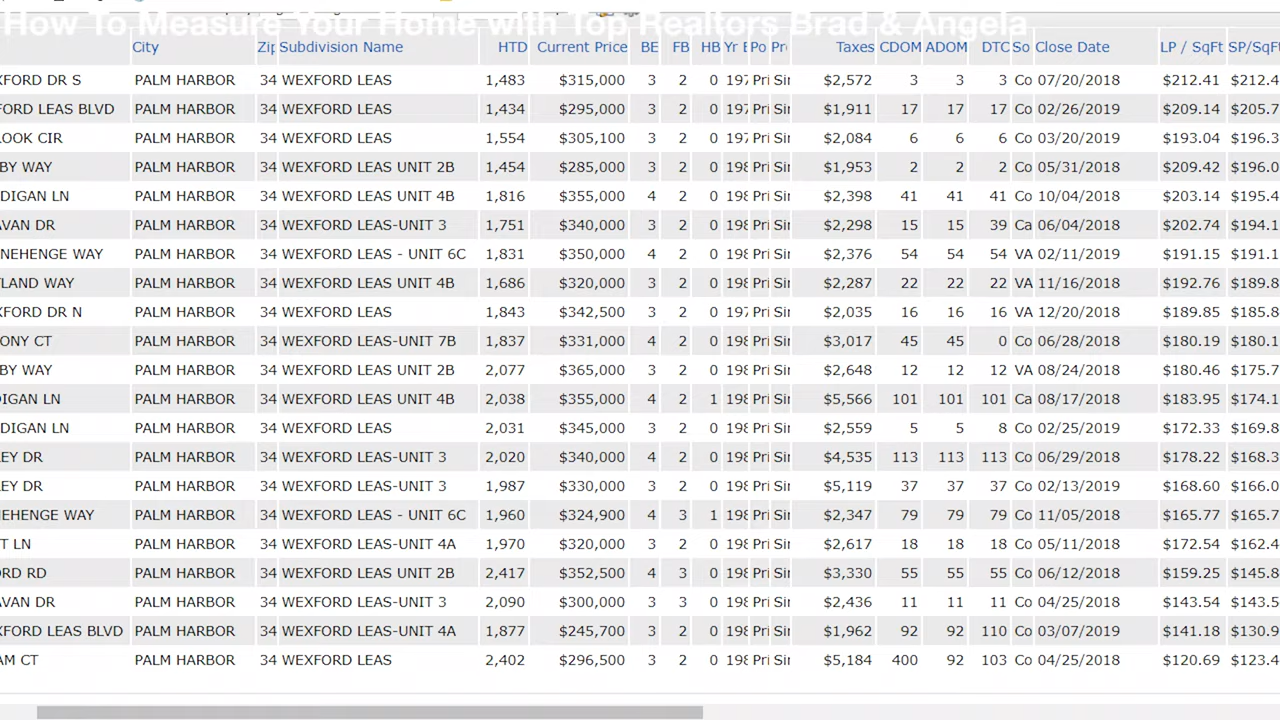 How To Measure Your Home with Top Realtors Brad & Angela
City Zip Subdivision Name HTD Current Price BE FB HB Yr Po Pr Taxes CDOM ADOM DTC So Close Date LP / SqFt SP/SqFt
XFORD DR S PALM HARBOR 34 WEXFORD LEAS 1,483 $315,000 3 2 0 197 Pri Sin $2,572 3 3 3 Co 07/20/2018 $212.41 $212.4
FORD LEAS BLVD PALM HARBOR 34 WEXFORD LEAS 1,434 $295,000 3 2 0 197 Pri Sin $1,911 17 17 17 Co 02/26/2019 $209.14 $205.7
LOOK CIR PALM HARBOR 34 WEXFORD LEAS 1,554 $305,100 3 2 0 197 Pri Sin $2,084 6 6 6 Co 03/20/2019 $193.04 $196.3
BY WAY PALM HARBOR 34 WEXFORD LEAS UNIT 2B 1,454 $285,000 3 2 0 198 Pri Sin $1,953 2 2 2 Co 05/31/2018 $209.42 $196.0
DIGAN LN PALM HARBOR 34 WEXFORD LEAS UNIT 4B 1,816 $355,000 4 2 0 198 Pri Sin $2,398 41 41 41 Co 10/04/2018 $203.14 $195.4
AVAN DR PALM HARBOR 34 WEXFORD LEAS-UNIT 3 1,751 $340,000 3 2 0 198 Pri Sin $2,298 15 15 39 Ca 06/04/2018 $202.74 $194.1
NEHENGE WAY PALM HARBOR 34 WEXFORD LEAS - UNIT 6C 1,831 $350,000 4 2 0 198 Pri Sin $2,376 54 54 54 VA 02/11/2019 $191.15 $191.1
LAND WAY PALM HARBOR 34 WEXFORD LEAS UNIT 4B 1,686 $320,000 3 2 0 198 Pri Sin $2,287 22 22 22 VA 11/16/2018 $192.76 $189.8
XFORD DR N PALM HARBOR 34 WEXFORD LEAS 1,843 $342,500 3 2 0 197 Pri Sin $2,035 16 16 16 VA 12/20/2018 $189.85 $185.8
ONY CT PALM HARBOR 34 WEXFORD LEAS-UNIT 7B 1,837 $331,000 4 2 0 198 Pri Sin $3,017 45 45 0 Co 06/28/2018 $180.19 $180.1
BY WAY PALM HARBOR 34 WEXFORD LEAS UNIT 2B 2,077 $365,000 3 2 0 198 Pri Sin $2,648 12 12 12 VA 08/24/2018 $180.46 $175.7
DIGAN LN PALM HARBOR 34 WEXFORD LEAS UNIT 4B 2,038 $355,000 4 2 1 198 Pri Sin $5,566 101 101 101 Ca 08/17/2018 $183.95 $174.1
DIGAN LN PALM HARBOR 34 WEXFORD LEAS 2,031 $345,000 3 2 0 198 Pri Sin $2,559 5 5 8 Co 02/25/2019 $172.33 $169.8
EY DR PALM HARBOR 34 WEXFORD LEAS-UNIT 3 2,020 $340,000 4 2 0 198 Pri Sin $4,535 113 113 113 Co 06/29/2018 $178.22 $168.3
EY DR PALM HARBOR 34 WEXFORD LEAS-UNIT 3 1,987 $330,000 3 2 0 198 Pri Sin $5,119 37 37 37 Co 02/13/2019 $168.60 $166.0
NEHENGE WAY PALM HARBOR 34 WEXFORD LEAS - UNIT 6C 1,960 $324,900 4 3 1 198 Pri Sin $2,347 79 79 79 Co 11/05/2018 $165.77 $165.7
T LN PALM HARBOR 34 WEXFORD LEAS-UNIT 4A 1,970 $320,000 3 2 0 198 Pri Sin $2,617 18 18 18 Co 05/11/2018 $172.54 $162.4
RD RD PALM HARBOR 34 WEXFORD LEAS UNIT 2B 2,417 $352,500 4 3 0 198 Pri Sin $3,330 55 55 55 Co 06/12/2018 $159.25 $145.8
AVAN DR PALM HARBOR 34 WEXFORD LEAS-UNIT 3 2,090 $300,000 3 3 0 198 Pri Sin $2,436 11 11 11 Co 04/25/2018 $143.54 $143.5
XFORD LEAS BLVD PALM HARBOR 34 WEXFORD LEAS-UNIT 4A 1,877 $245,700 3 2 0 198 Pri Sin $1,962 92 92 110 Co 03/07/2019 $141.18 $130.9
AM CT PALM HARBOR 34 WEXFORD LEAS 2,402 $296,500 3 2 0 198 Pri Sin $5,184 400 92 103 Co 04/25/2018 $120.69 $123.4